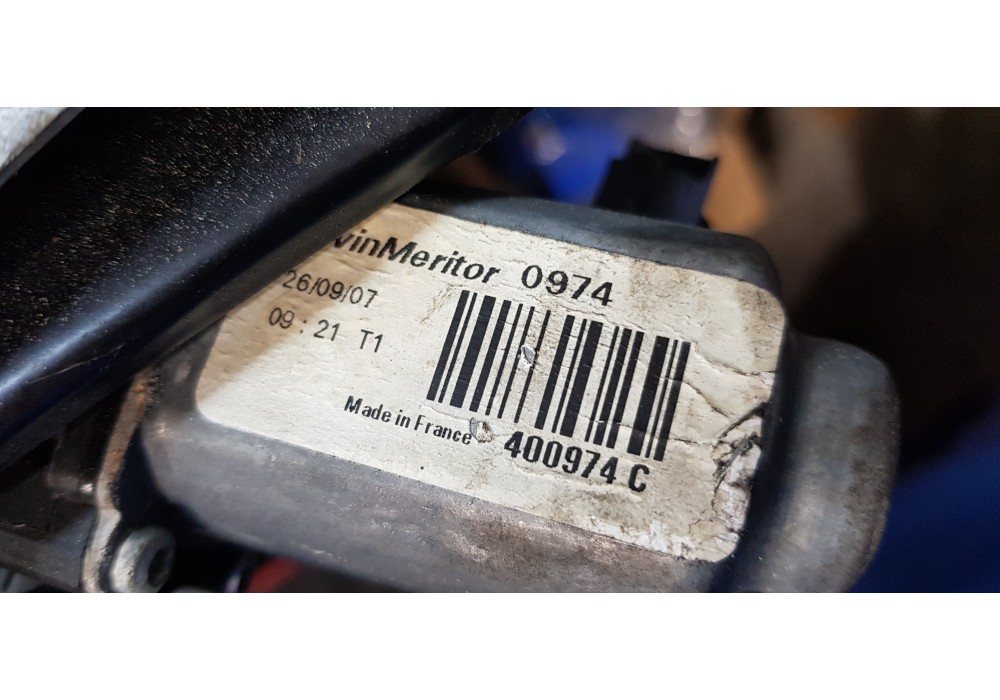 vinMeritor 0974
26/09/07
09 : 21 T1
Made in France
400974 C